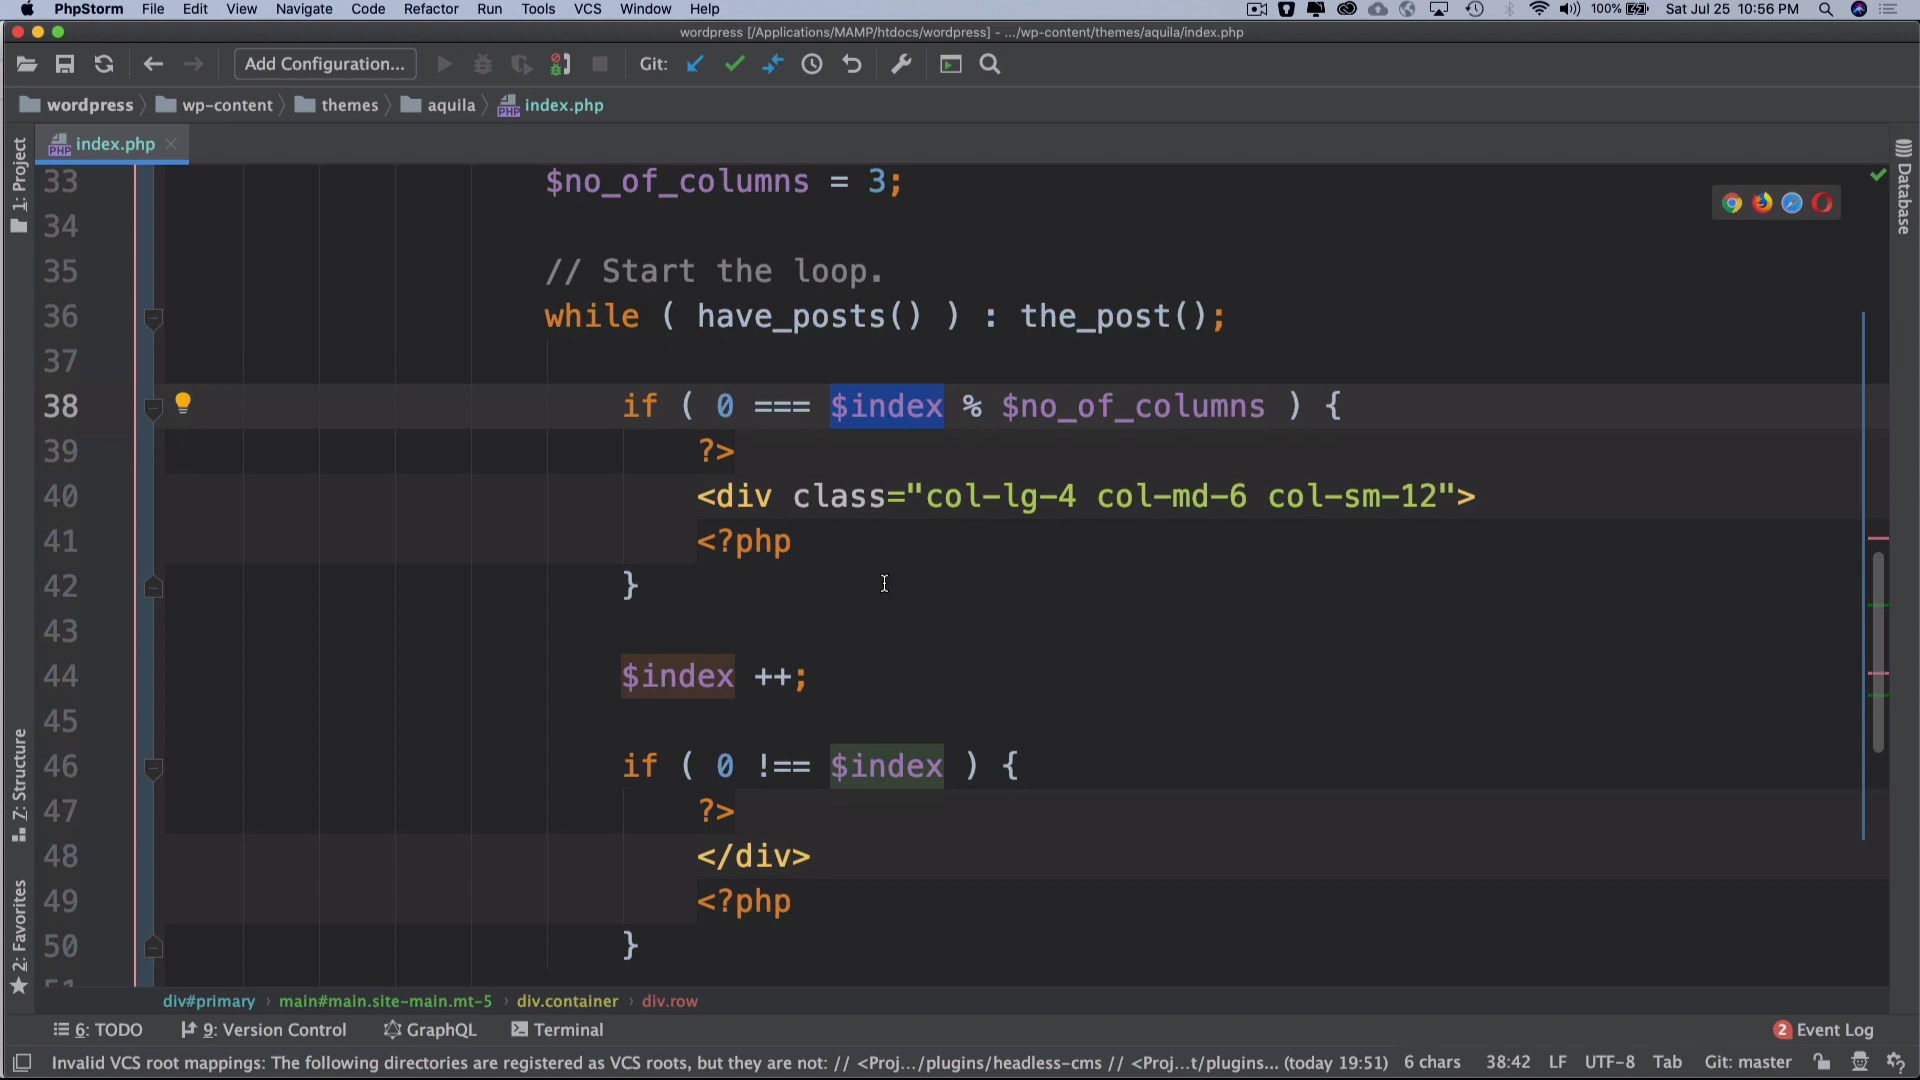 PhpStorm File Edit View Navigate Code Refactor Run Tools VCS Window Help 100% Sat Jul 25 10:56 PM
wordpress [/Applications/MAMP/htdocs/wordpress] - .../wp-content/themes/aquila/index.php
Add Configuration... Git:
wordpress wp-content themes aquila index.php
index.php
1: Project
Z: Structure
2: Favorites
Database
33 $no_of_columns = 3;
34
35 // Start the loop.
36 while ( have_posts() ) : the_post();
37
38 if ( 0 === $index % $no_of_columns ) {
39 ?>
40 <div class="col-lg-4 col-md-6 col-sm-12">
41 <?php
42 }
43
44 $index ++;
45
46 if ( 0 !== $index ) {
47 ?>
48 </div>
49 <?php
50 }
51
div#primary main#main.site-main.mt-5 div.container div.row
6: TODO 9: Version Control GraphQL Terminal 2 Event Log
Invalid VCS root mappings: The following directories are registered as VCS roots, but they are not: // <Proj.../plugins/headless-cms // <Proj...t/plugins... (today 19:51) 6 chars 38:42 LF UTF-8 Tab Git: master